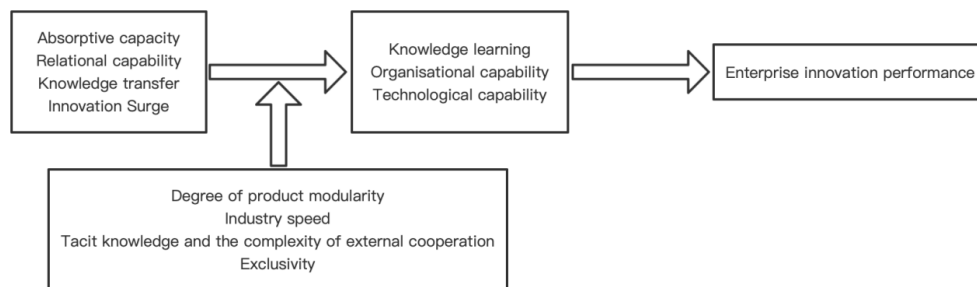 Absorptive capacity
Relational capability
Knowledge transfer
Innovation Surge
Knowledge learning
Organisational capability
Technological capability
Enterprise innovation performance
Degree of product modularity
Industry speed
Tacit knowledge and the complexity of external cooperation
Exclusivity